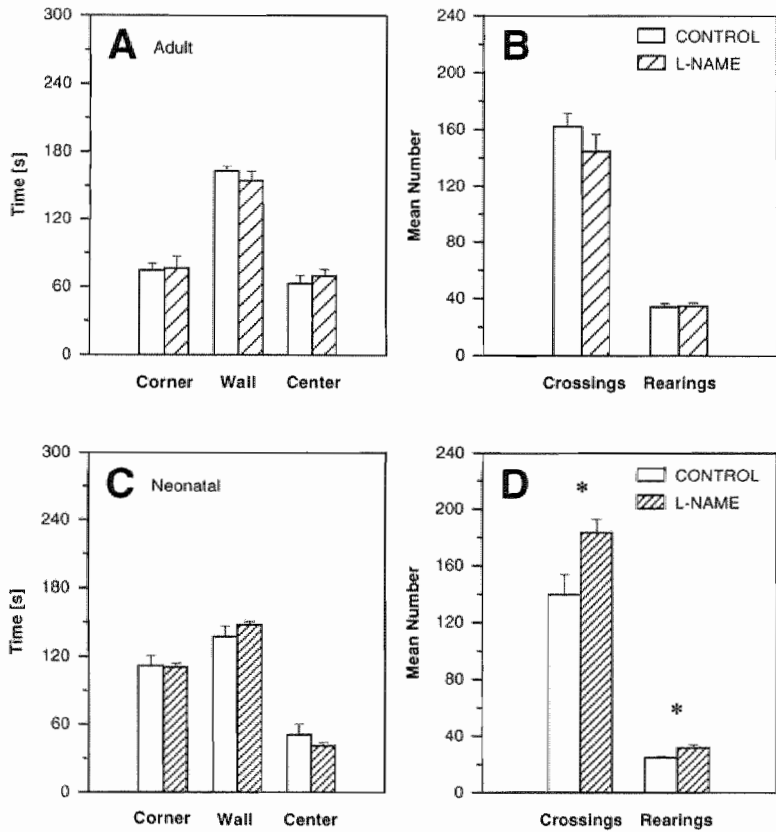 A Adult
Time [s]
300
240
180
120
60
0
Corner Wall Center
B
CONTROL
L-NAME
Mean Number
240
200
160
120
80
40
0
Crossings Rearings
C Neonatal
Time [s]
300
240
180
120
60
0
Corner Wall Center
D
CONTROL
L-NAME
Mean Number
240
200
160
120
80
40
0
*
*
Crossings Rearings